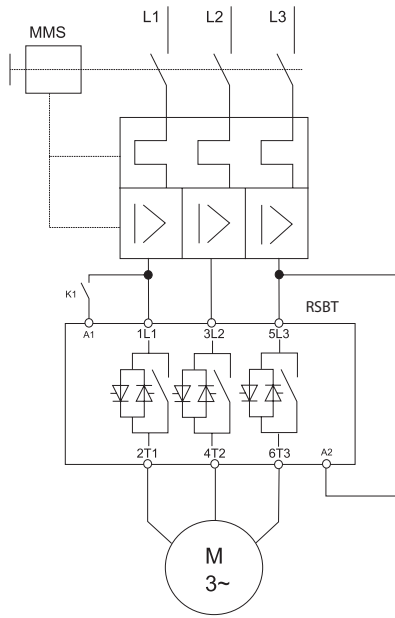 L1 L2 L3
MMS
K1
RSBT
A1 1L1 3L2 5L3
2T1 4T2 6T3 A2
M
3~